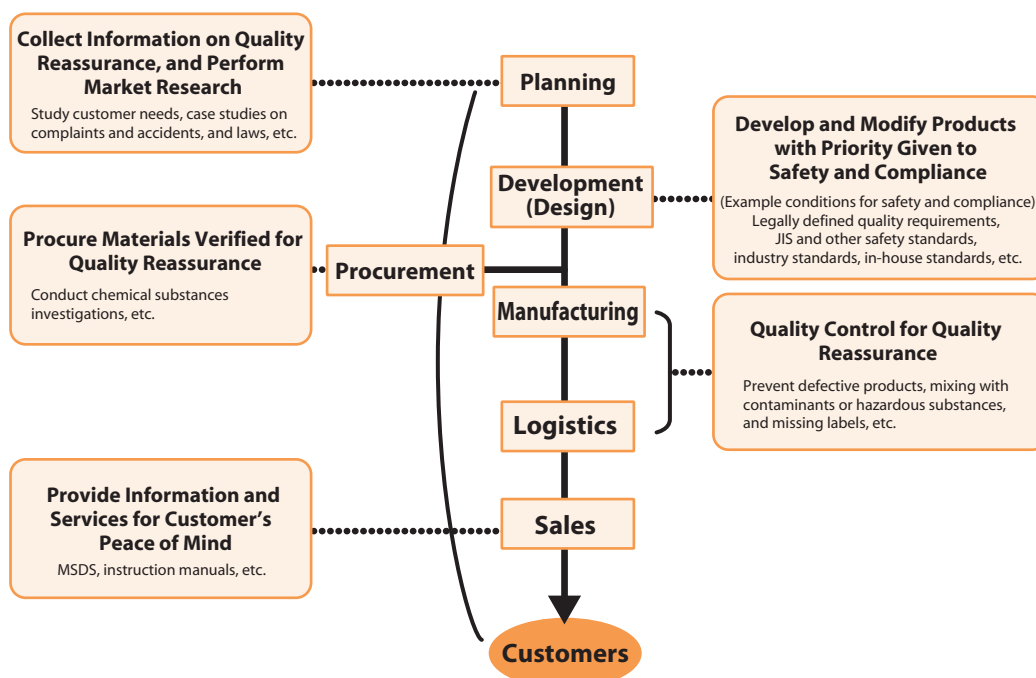 Collect Information on Quality
Reassurance, and Perform
Market Research
Study customer needs, case studies on
complaints and accidents, and laws, etc.
Planning
Develop and Modify Products
with Priority Given to
Safety and Compliance
(Example conditions for safety and compliance)
Legally defined quality requirements,
JIS and other safety standards,
industry standards, in-house standards, etc.
Development
(Design)
Procure Materials Verified for
Quality Reassurance
Conduct chemical substances
investigations, etc.
Procurement
Manufacturing
Quality Control for Quality
Reassurance
Prevent defective products, mixing with
contaminants or hazardous substances,
and missing labels, etc.
Logistics
Provide Information and
Services for Customer’s
Peace of Mind
MSDS, instruction manuals, etc.
Sales
Customers